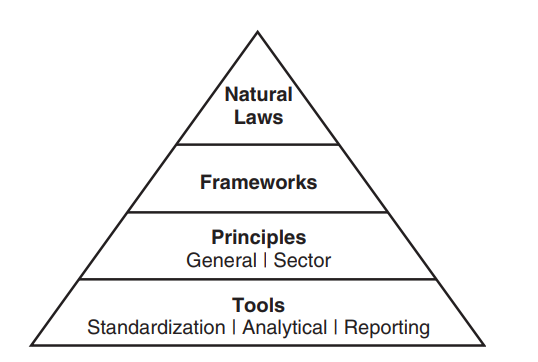 Natural
Laws
Frameworks
Principles
General | Sector
Tools
Standardization | Analytical | Reporting